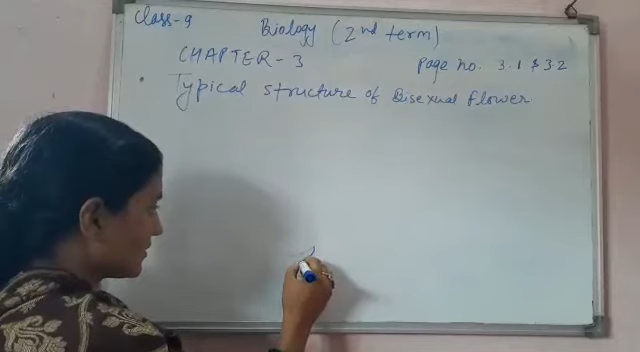 Class-9
Biology (2nd term)
CHAPTER-3
Page no. 3.1 & 3.2
Typical structure of Bisexual flower